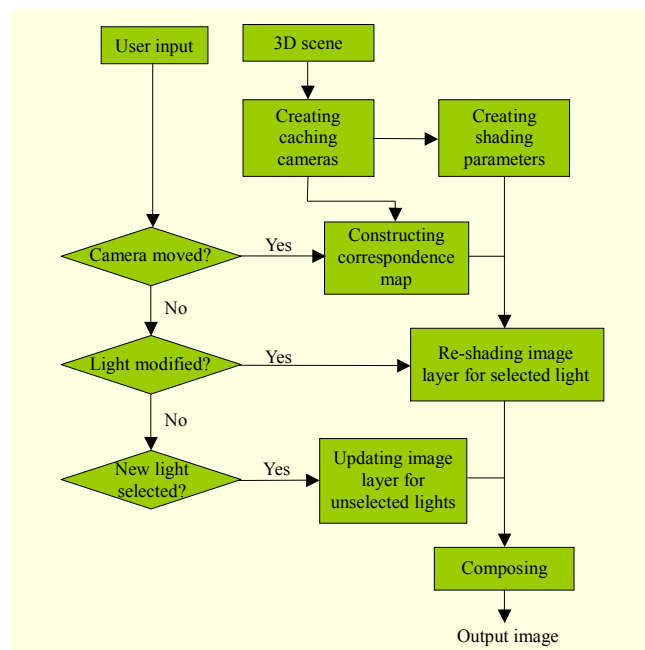 User input
3D scene
Creating
caching
cameras
Creating
shading
parameters
Camera moved?
Yes
Constructing
correspondence
map
No
Light modified?
Yes
Re-shading image
layer for selected light
No
New light
selected?
Yes
Updating image
layer for
unselected lights
Composing
Output image